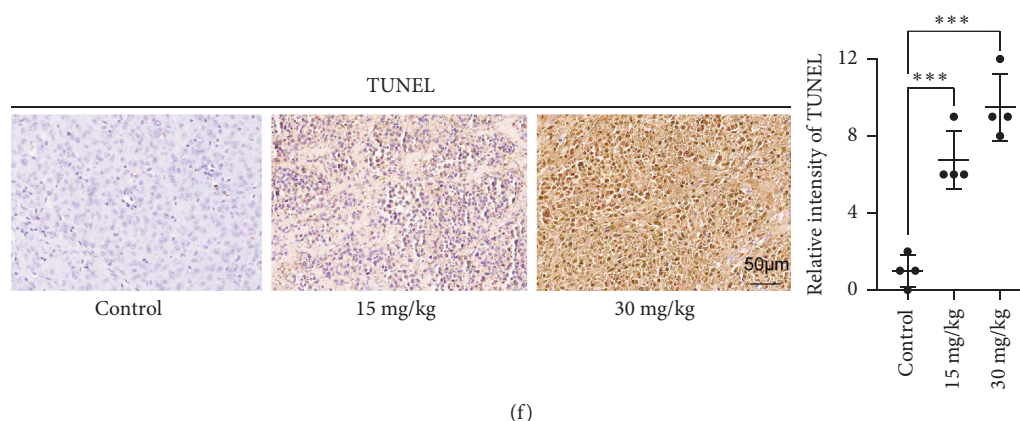 TUNEL
50μm
Control
15 mg/kg
30 mg/kg
Relative intensity of TUNEL
12
8
4
0
***
***
Control
15 mg/kg
30 mg/kg
(f)